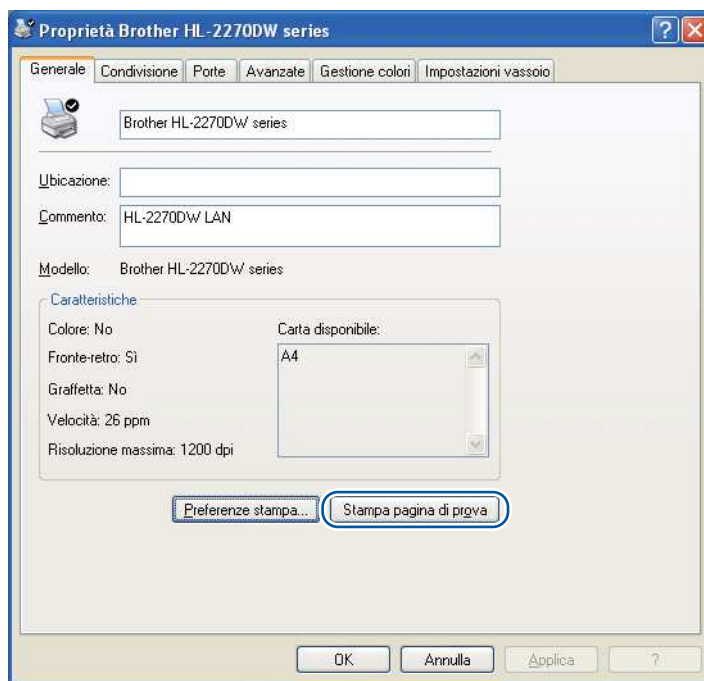 Proprietà Brother HL-2270DW series
?
Generale Condivisione Porte Avanzate Gestione colori Impostazioni vassoio
Brother HL-2270DW series
Ubicazione:
Commento: HL-2270DW LAN
Modello: Brother HL-2270DW series
Caratteristiche
Colore: No Carta disponibile:
Fronte-retro: Sì A4
Graffetta: No
Velocità: 26 ppm
Risoluzione massima: 1200 dpi
Preferenze stampa... Stampa pagina di prova
OK Annulla Applica ?